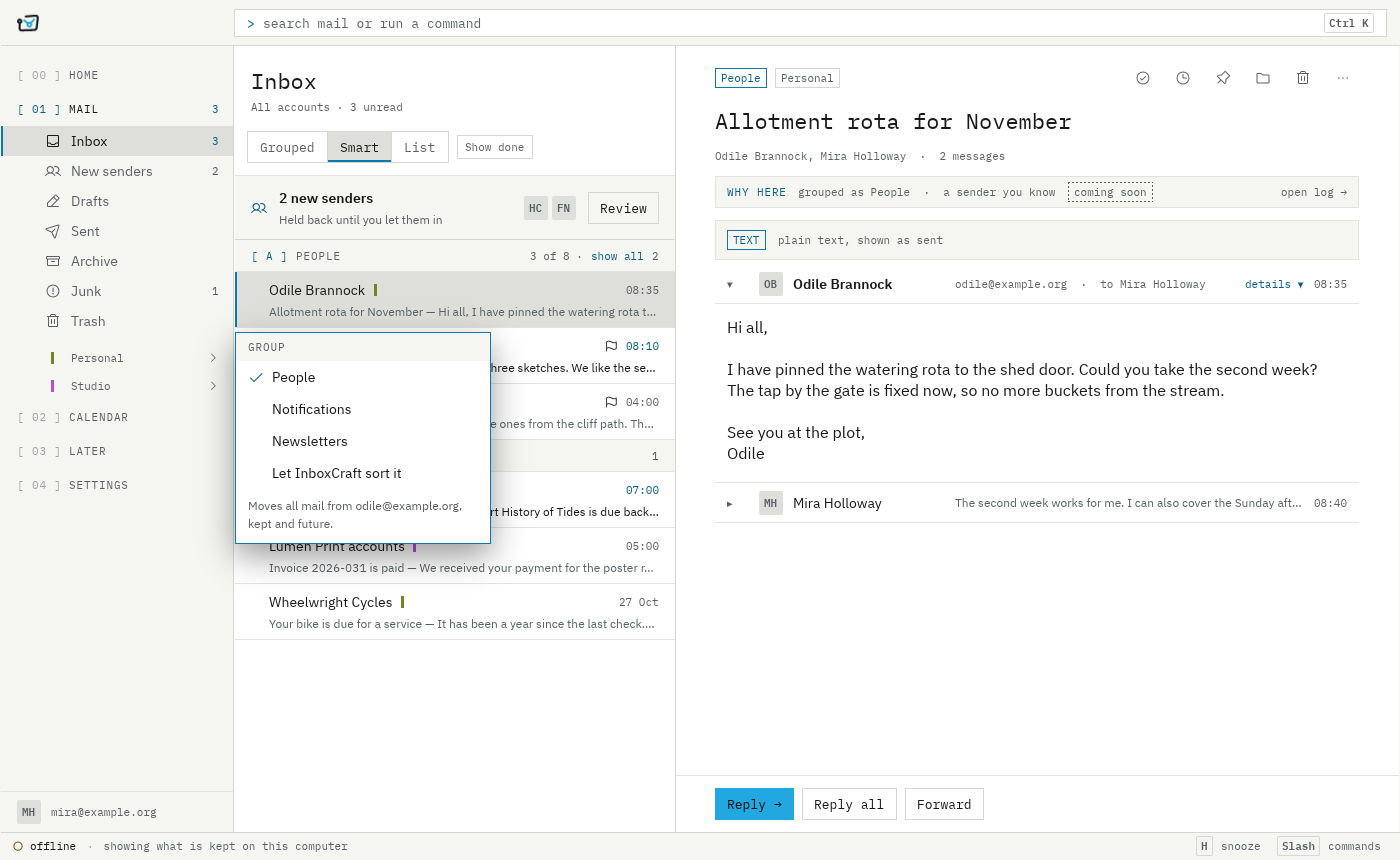 > search mail or run a command
Ctrl K
[ 00 ] HOME
[ 01 ] MAIL 3
Inbox 3
New senders 2
Drafts
Sent
Archive
Junk 1
Trash
Personal
Studio
[ 02 ] CALENDAR
[ 03 ] LATER
[ 04 ] SETTINGS
MH mira@example.org
Inbox
All accounts · 3 unread
Grouped Smart List Show done
2 new senders
Held back until you let them in
HC FN Review
[ A ] PEOPLE 3 of 8 · show all 2
Odile Brannock 08:35
Allotment rota for November — Hi all, I have pinned the watering rota t…
08:10
hree sketches. We like the se…
04:00
e ones from the cliff path. Th…
1
07:00
rt History of Tides is due back…
GROUP
People
Notifications
Newsletters
Let InboxCraft sort it
Moves all mail from odile@example.org,
kept and future.
Lumen Print accounts 05:00
Invoice 2026-031 is paid — We received your payment for the poster r…
Wheelwright Cycles 27 Oct
Your bike is due for a service — It has been a year since the last check.…
People Personal
Allotment rota for November
Odile Brannock, Mira Holloway · 2 messages
WHY HERE grouped as People · a sender you know coming soon open log →
TEXT plain text, shown as sent
▾ OB Odile Brannock odile@example.org · to Mira Holloway details ▾ 08:35
Hi all,
I have pinned the watering rota to the shed door. Could you take the second week?
The tap by the gate is fixed now, so no more buckets from the stream.
See you at the plot,
Odile
▸ MH Mira Holloway The second week works for me. I can also cover the Sunday aft… 08:40
Reply → Reply all Forward
offline · showing what is kept on this computer
H snooze Slash commands